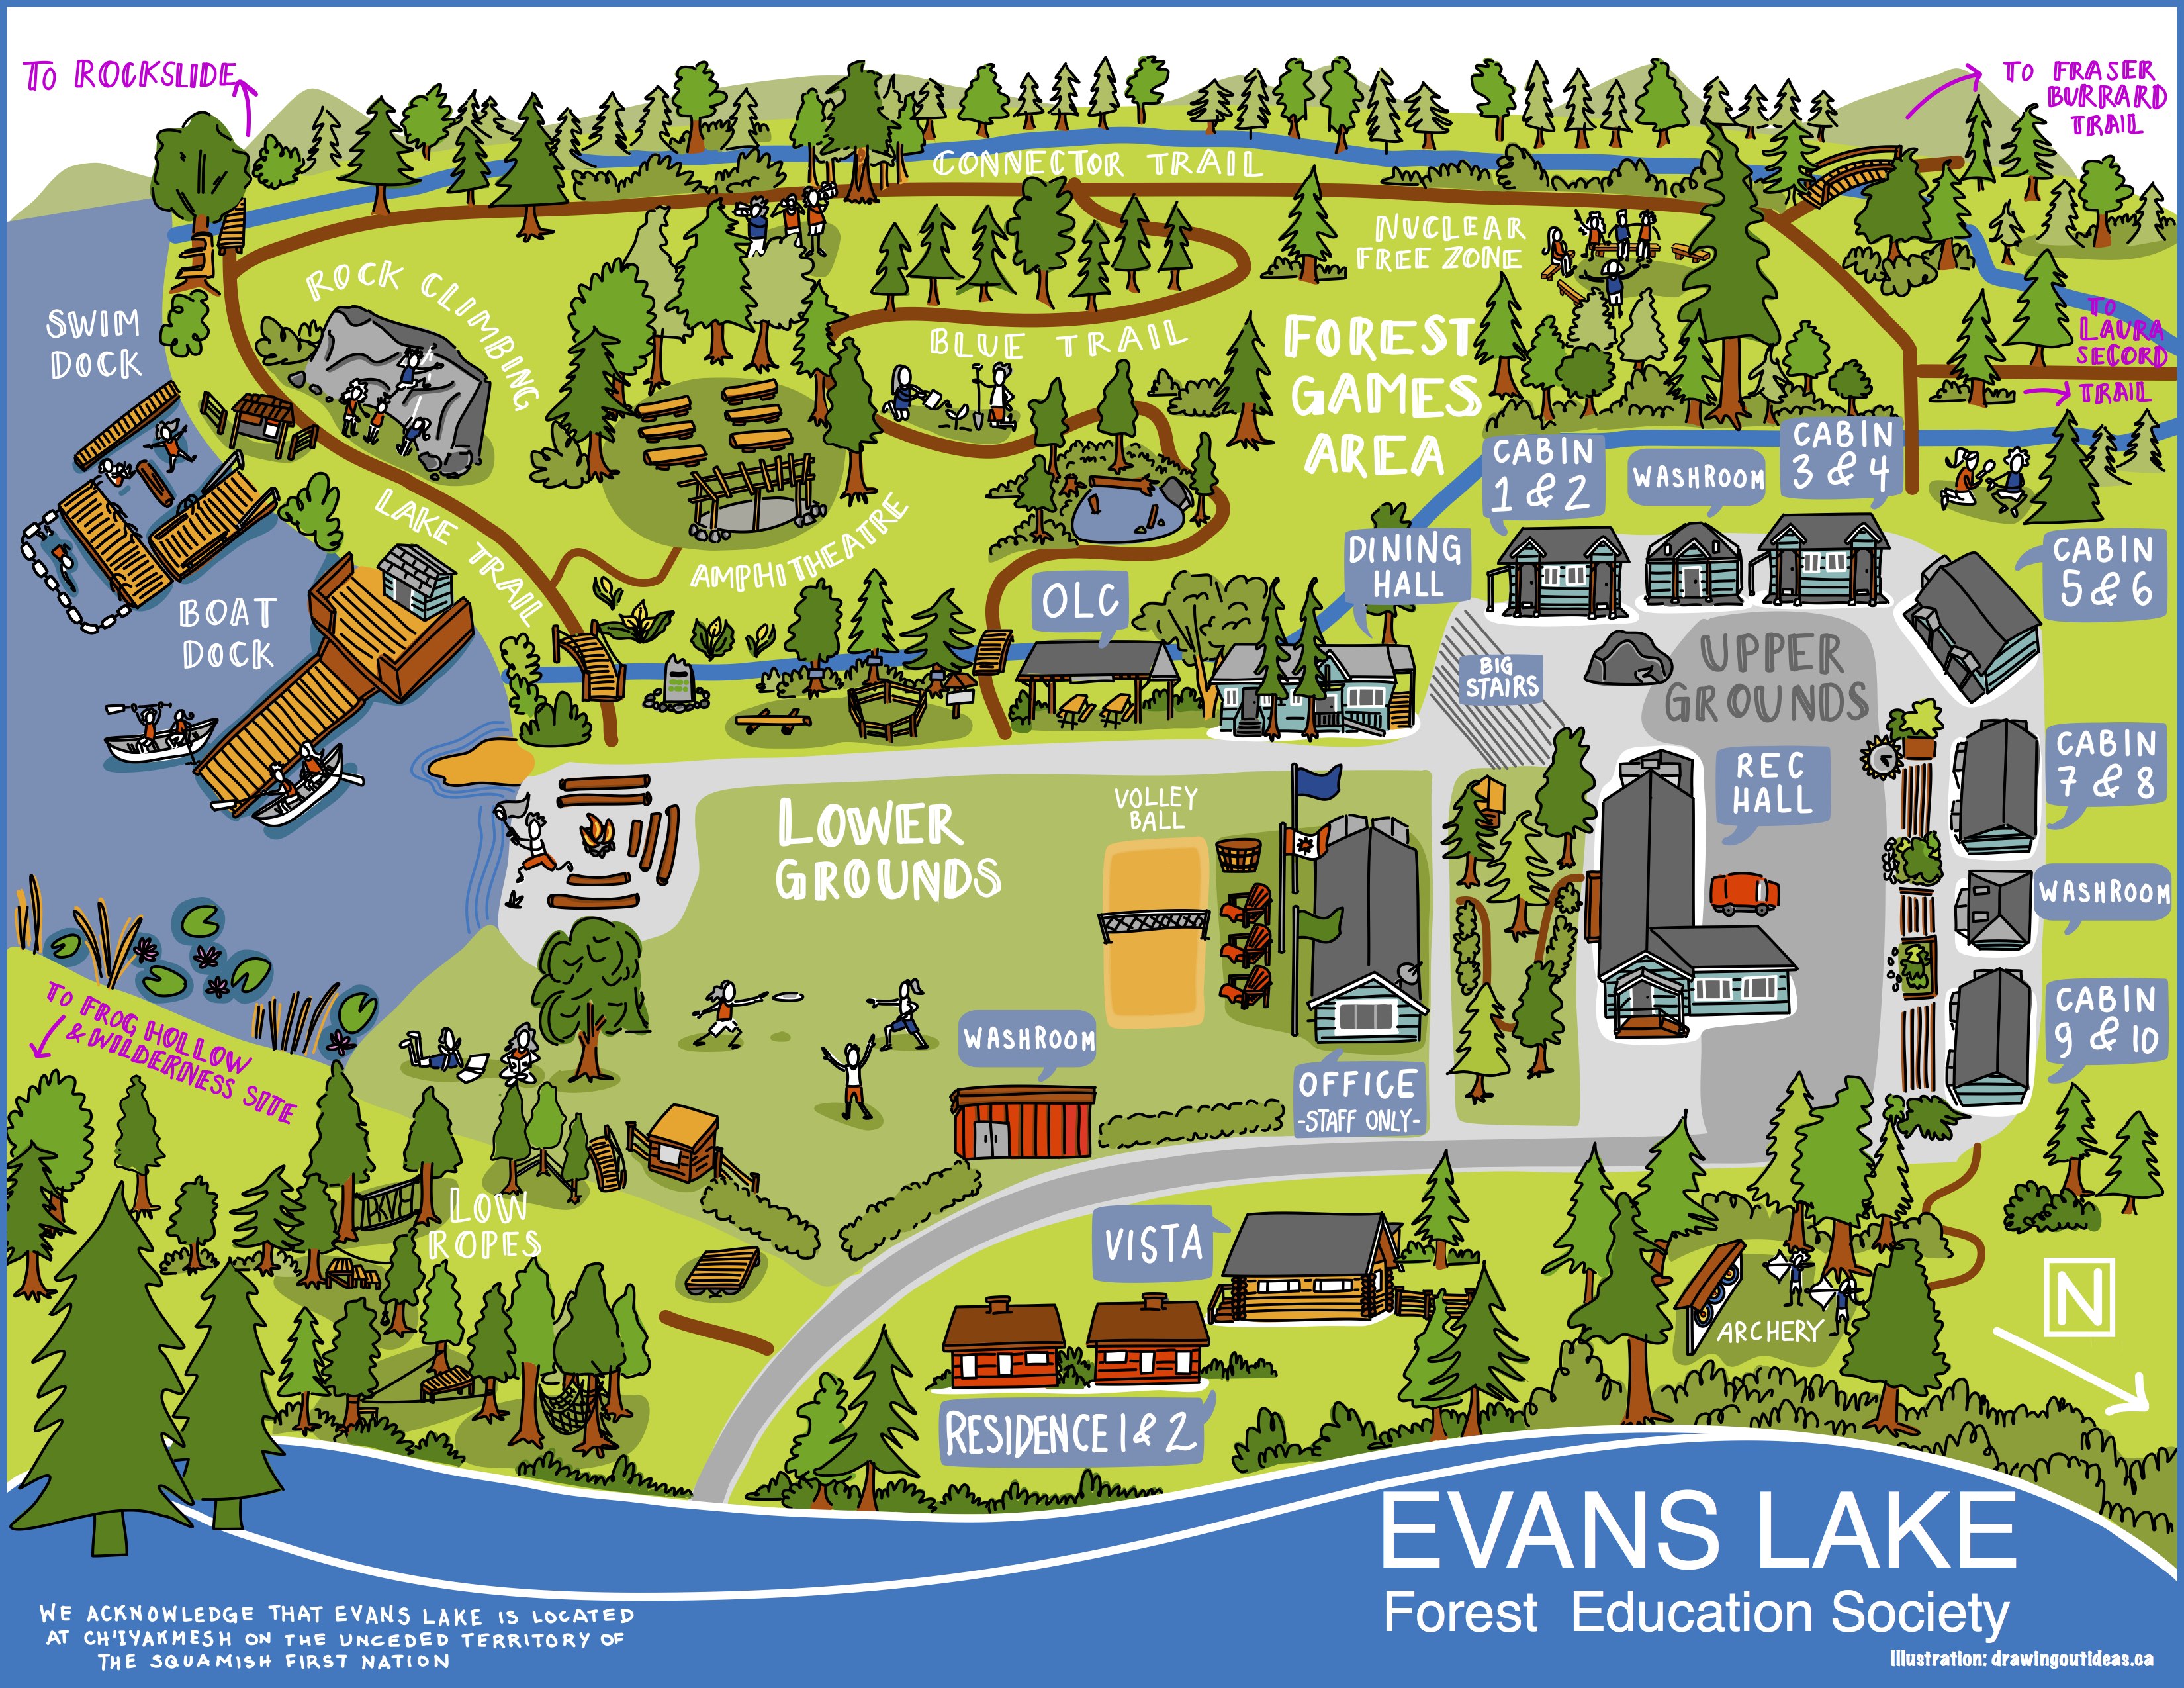 TO ROCKSLIDE
TO FRASER
BURRARD
TRAIL
CONNECTOR TRAIL
NUCLEAR
FREE ZONE
ROCK CLIMBING
SWIM
DOCK
BLUE TRAIL
FOREST
GAMES
AREA
TO
LAURA
SECORD
TRAIL
CABIN
1 & 2
WASHROOM
CABIN
3 & 4
LAKE TRAIL
AMPHITHEATRE
DINING
HALL
CABIN
5 & 6
OLC
BOAT
DOCK
BIG
STAIRS
UPPER
GROUNDS
REC
HALL
CABIN
7 & 8
VOLLEY
BALL
LOWER
GROUNDS
WASHROOM
TO FROG HOLLOW
& WILDERNESS SITE
WASHROOM
CABIN
9 & 10
OFFICE
-STAFF ONLY-
LOW
ROPES
VISTA
ARCHERY
N
RESIDENCE 1 & 2
EVANS LAKE
Forest Education Society
WE ACKNOWLEDGE THAT EVANS LAKE IS LOCATED
AT CH'IYAKMESH ON THE UNCEDED TERRITORY OF
THE SQUAMISH FIRST NATION
Illustration: drawingoutideas.ca